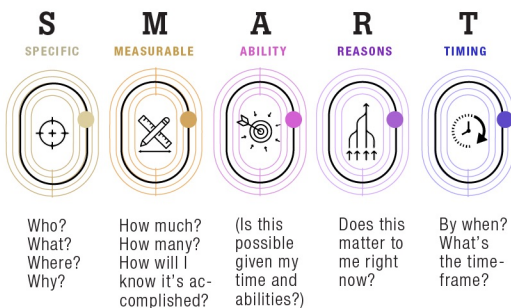 S M A R T
SPECIFIC MEASURABLE ABILITY REASONS TIMING
Who?
What?
Where?
Why?
How much?
How many?
How will I
know it's ac-
complished?
(Is this
possible
given my
time and
abilities?)
Does this
matter to
me right
now?
By when?
What's
the time-
frame?